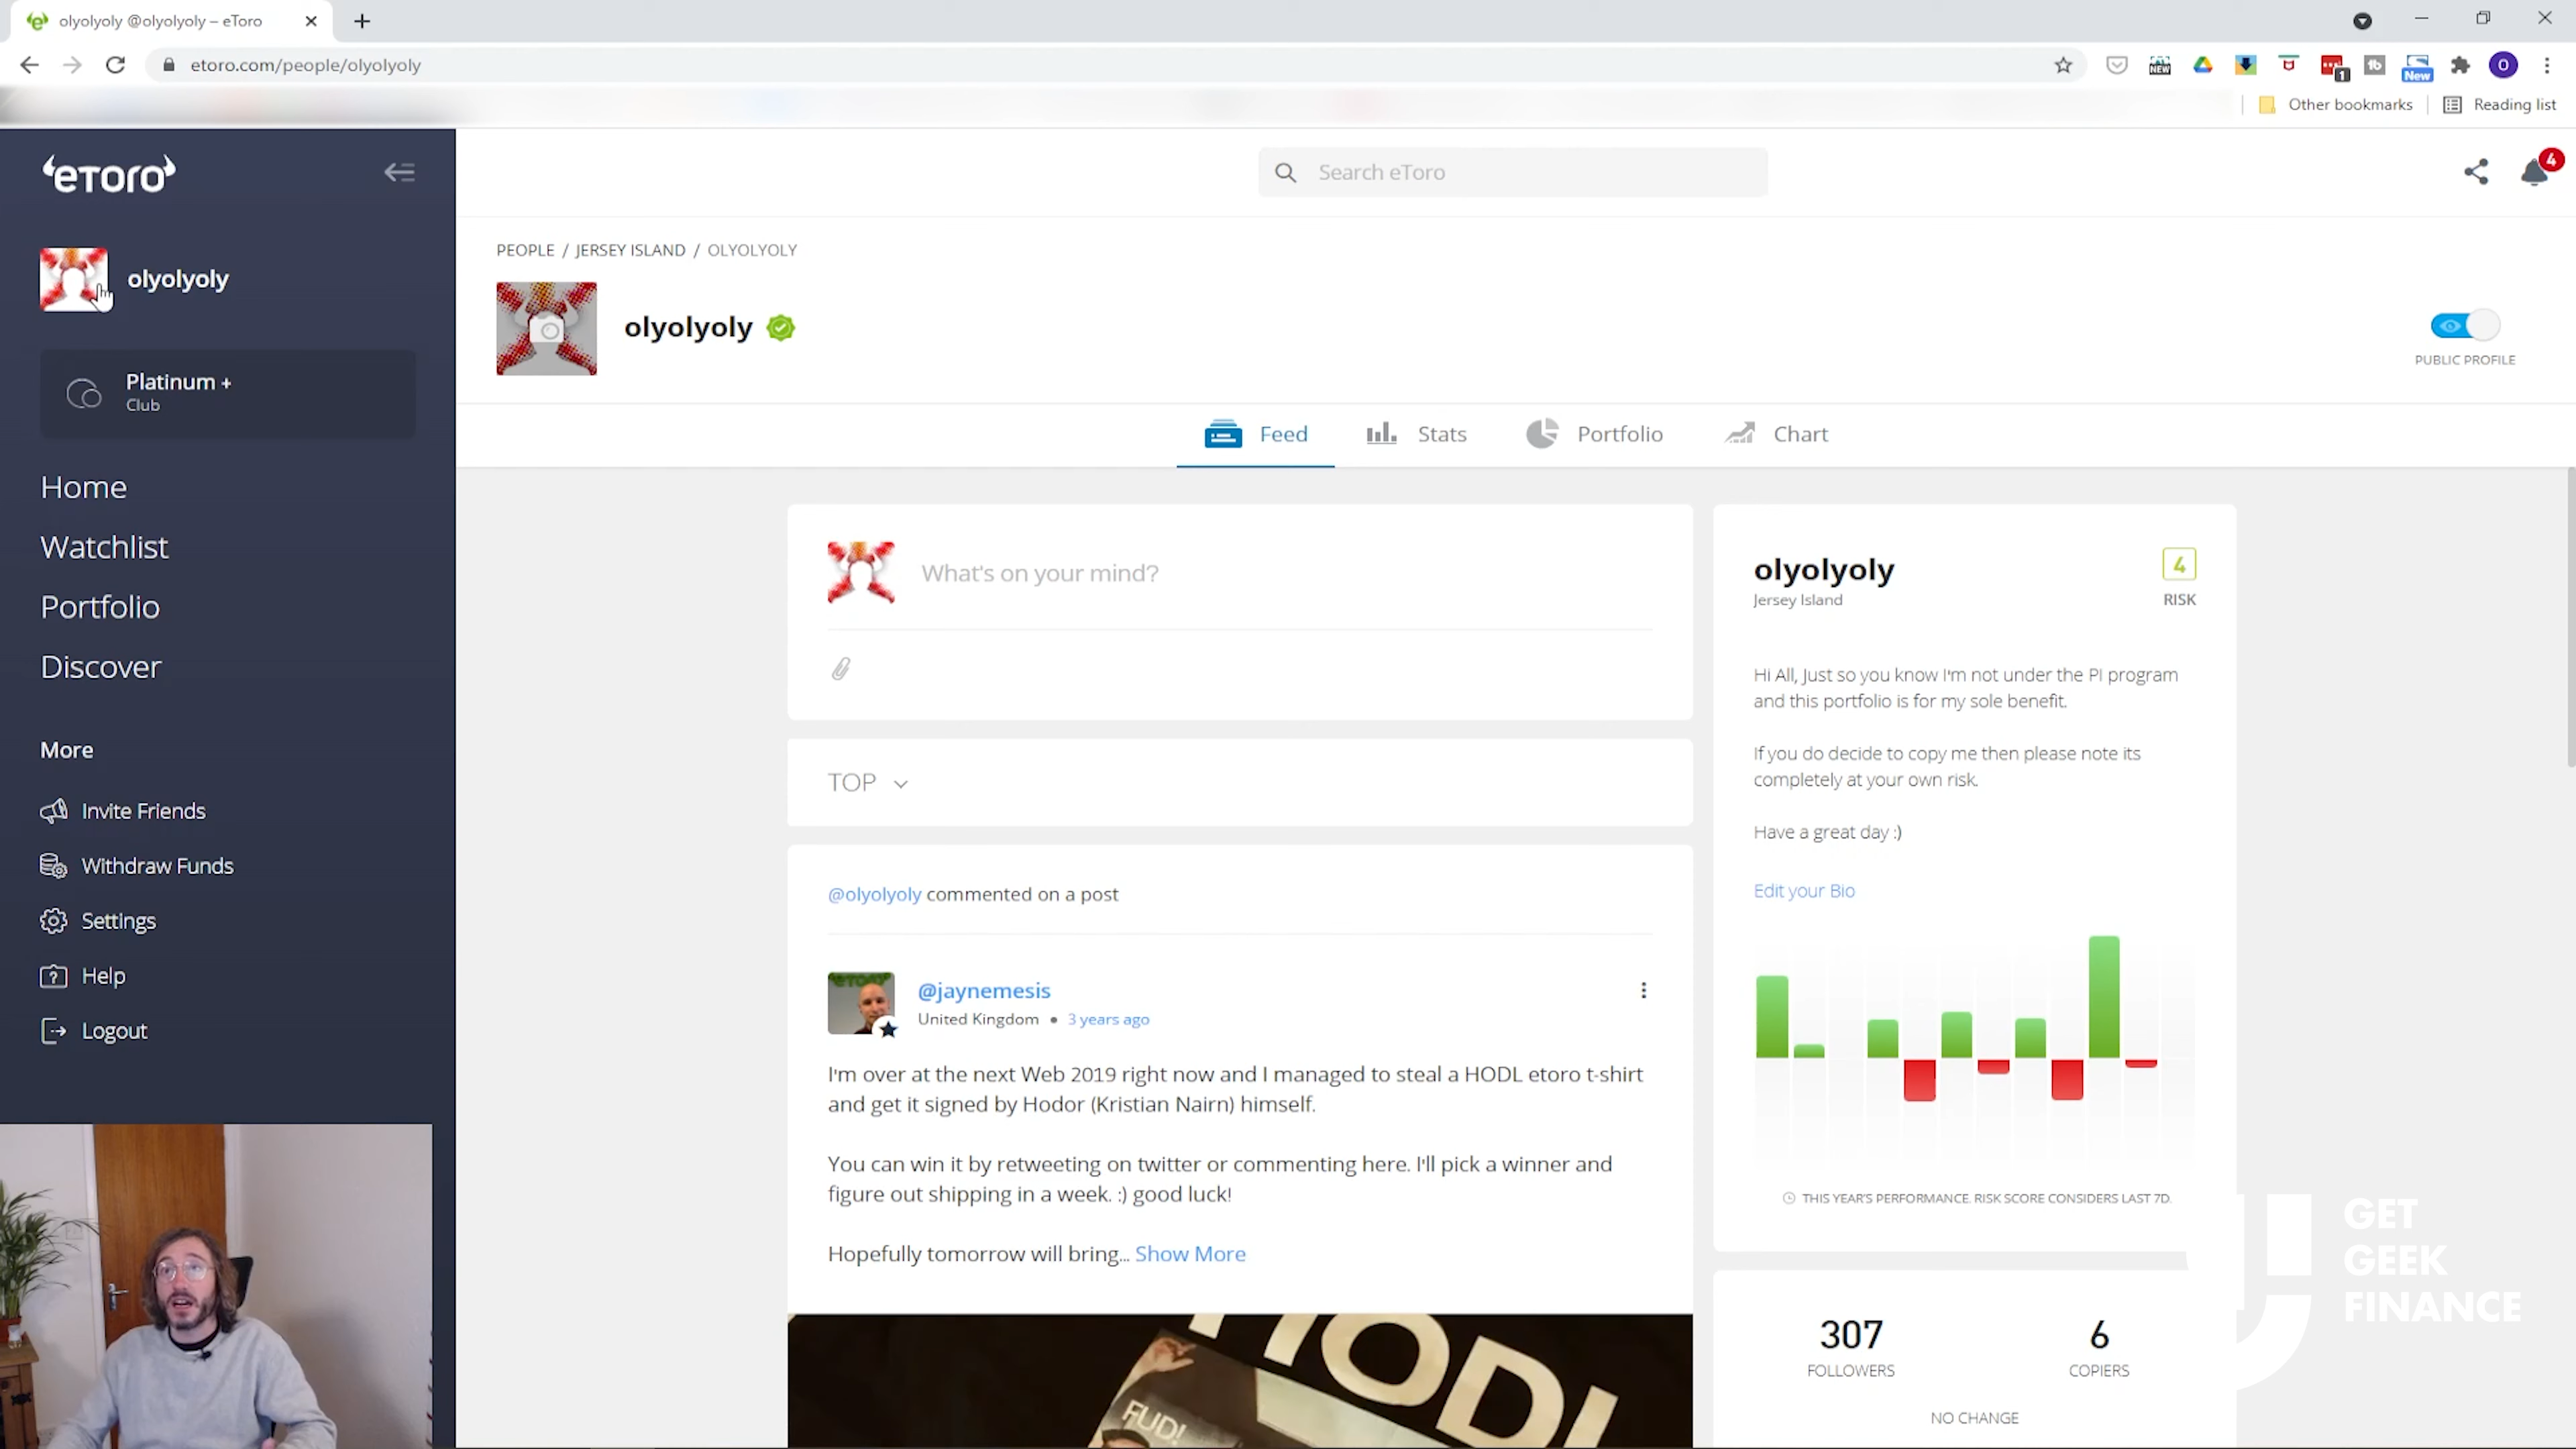 olyolyoly @olyolyoly – eToro
etoro.com/people/olyolyoly
NEW
1
New
O
Other bookmarks
Reading list
eToro
Search eToro
4
olyolyoly
Platinum +
Club
Home
Watchlist
Portfolio
Discover
More
Invite Friends
Withdraw Funds
Settings
Help
Logout
PEOPLE / JERSEY ISLAND / OLYOLYOLY
olyolyoly
PUBLIC PROFILE
Feed
Stats
Portfolio
Chart
What's on your mind?
TOP
@olyolyoly commented on a post
@jaynemesis
United Kingdom • 3 years ago
I'm over at the next Web 2019 right now and I managed to steal a HODL etoro t-shirt
and get it signed by Hodor (Kristian Nairn) himself.
You can win it by retweeting on twitter or commenting here. I'll pick a winner and
figure out shipping in a week. :) good luck!
Hopefully tomorrow will bring... Show More
HODL
FUD!
olyolyoly
Jersey Island
4
RISK
Hi All, Just so you know I'm not under the PI program
and this portfolio is for my sole benefit.
If you do decide to copy me then please note its
completely at your own risk.
Have a great day :)
Edit your Bio
THIS YEAR'S PERFORMANCE. RISK SCORE CONSIDERS LAST 7D.
307
FOLLOWERS
6
COPIERS
NO CHANGE
GET
GEEK
FINANCE